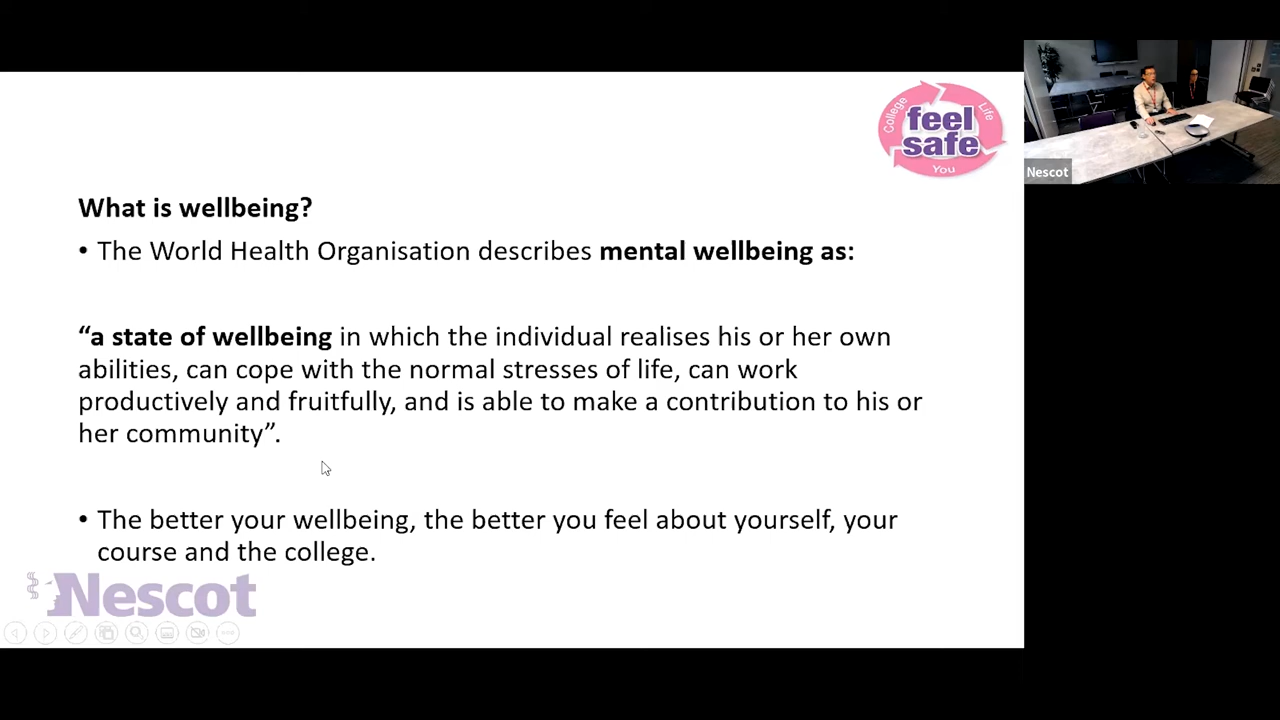 College
Life
feel
safe
You
Nescot
What is wellbeing?
• The World Health Organisation describes mental wellbeing as:
“a state of wellbeing in which the individual realises his or her own
abilities, can cope with the normal stresses of life, can work
productively and fruitfully, and is able to make a contribution to his or
her community”.
• The better your wellbeing, the better you feel about yourself, your
course and the college.
Nescot